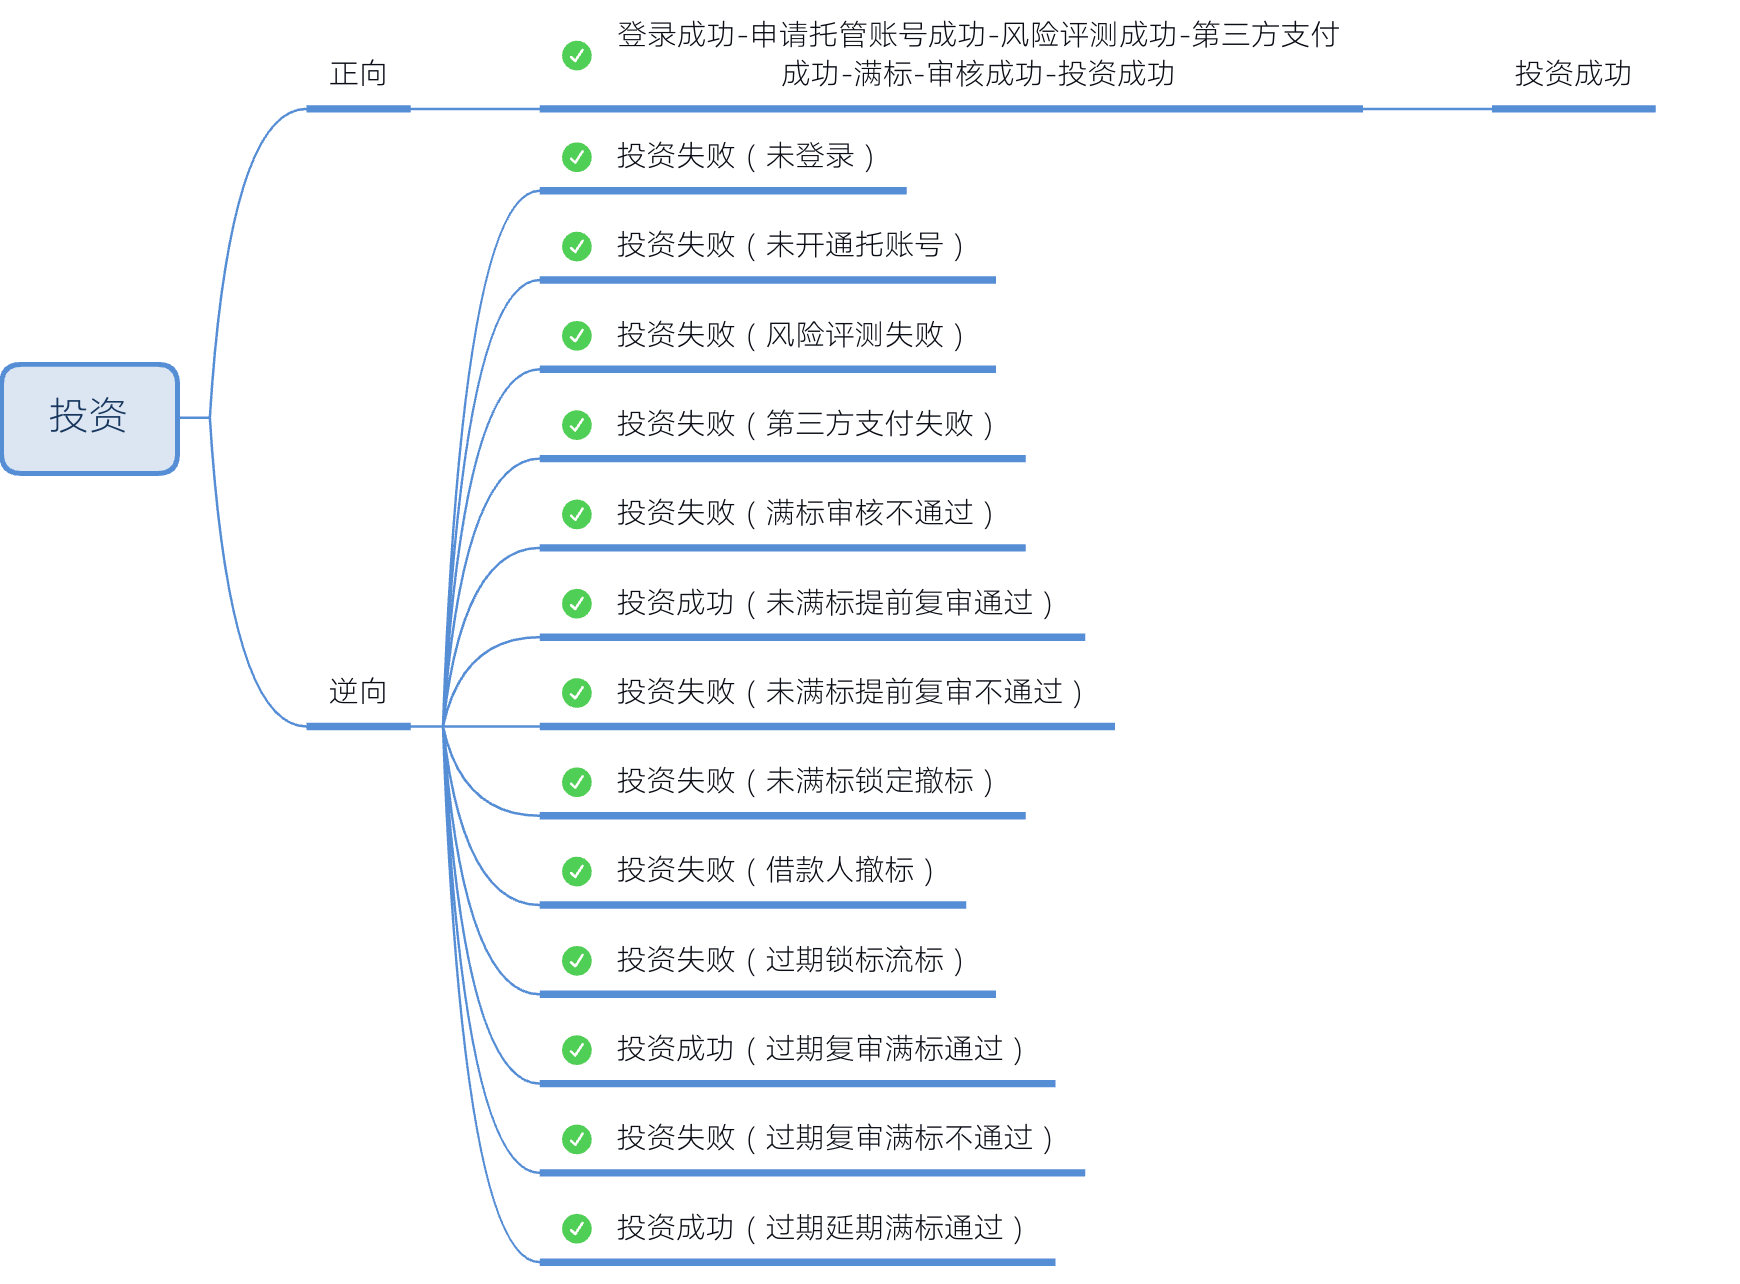 登录成功-申请托管账号成功-风险评测成功-第三方支付
成功-满标-审核成功-投资成功
正向
投资成功
投资失败（未登录）
投资失败（未开通托账号）
投资失败（风险评测失败）
投资失败（第三方支付失败）
投资
投资失败（满标审核不通过）
投资成功（未满标提前复审通过）
逆向
投资失败（未满标提前复审不通过）
投资失败（未满标锁定撤标）
投资失败（借款人撤标）
投资失败（过期锁标流标）
投资成功（过期复审满标通过）
投资失败（过期复审满标不通过）
投资成功（过期延期满标通过）